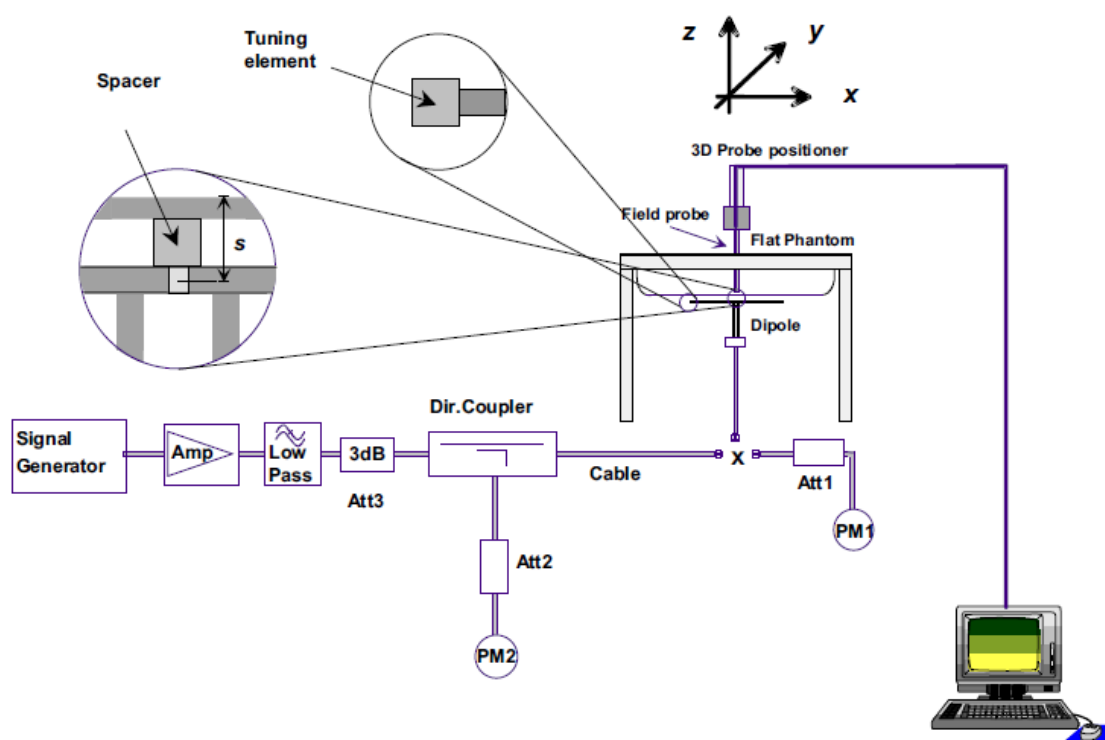 Tuning
element
Spacer
z
y
x
3D Probe positioner
Field probe
Flat Phantom
s
Dipole
Dir.Coupler
Signal
Generator
Amp
Low
Pass
3dB
Att3
Cable
x
Att1
PM1
Att2
PM2